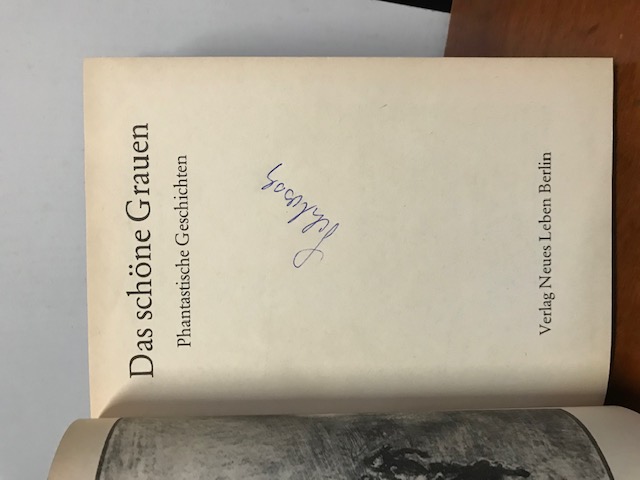 Das schöne Grauen
Phantastische Geschichten
Verlag Neues Leben Berlin